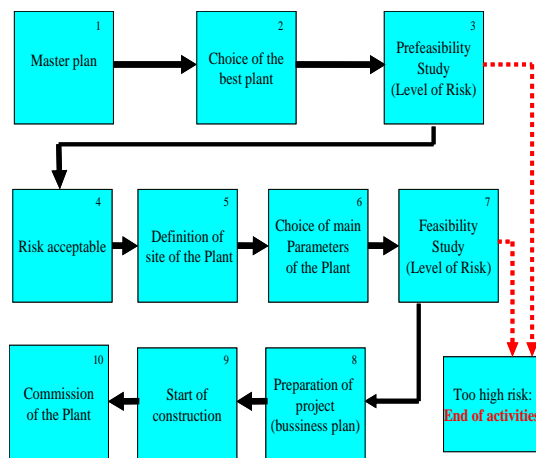 1
Master plan
2
Choice of the
best plant
3
Prefeasibility
Study
(Level of Risk)
4
Risk acceptable
5
Definition of
site of the Plant
6
Choice of main
Parameters
of the Plant
7
Feasibility
Study
(Level of Risk)
10
Commission
of the Plant
9
Start of
construction
8
Preparation of
project
(bussiness plan)
Too high risk:
End of activities